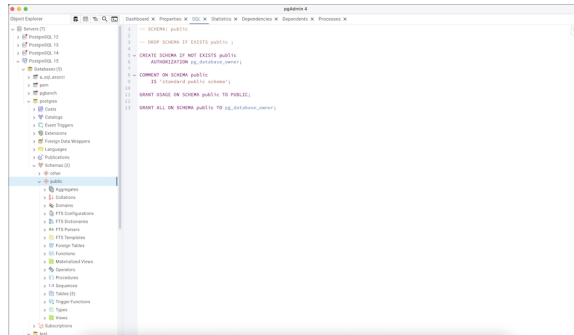 pgAdmin 4
Object Explorer
Dashboard × Properties × SQL × Statistics × Dependencies × Dependents × Processes ×
Servers (7)
PostgreSQL 12
PostgreSQL 13
PostgreSQL 14
PostgreSQL 15
Databases (5)
pem
pgbench
postgres
Casts
Catalogs
Event Triggers
Extensions
Foreign Data Wrappers
Languages
Publications
Schemas (2)
other
public
Aggregates
Collations
Domains
FTS Configurations
FTS Dictionaries
FTS Parsers
FTS Templates
Foreign Tables
Functions
Materialized Views
Operators
Procedures
1..3 Sequences
Tables (5)
Trigger Functions
Types
Views
Subscriptions
test
1 -- SCHEMA: public
2
3 -- DROP SCHEMA IF EXISTS public ;
4
5 CREATE SCHEMA IF NOT EXISTS public
6 AUTHORIZATION pg_database_owner;
7
8 COMMENT ON SCHEMA public
9 IS 'standard public schema';
10
11 GRANT USAGE ON SCHEMA public TO PUBLIC;
12
13 GRANT ALL ON SCHEMA public TO pg_database_owner;